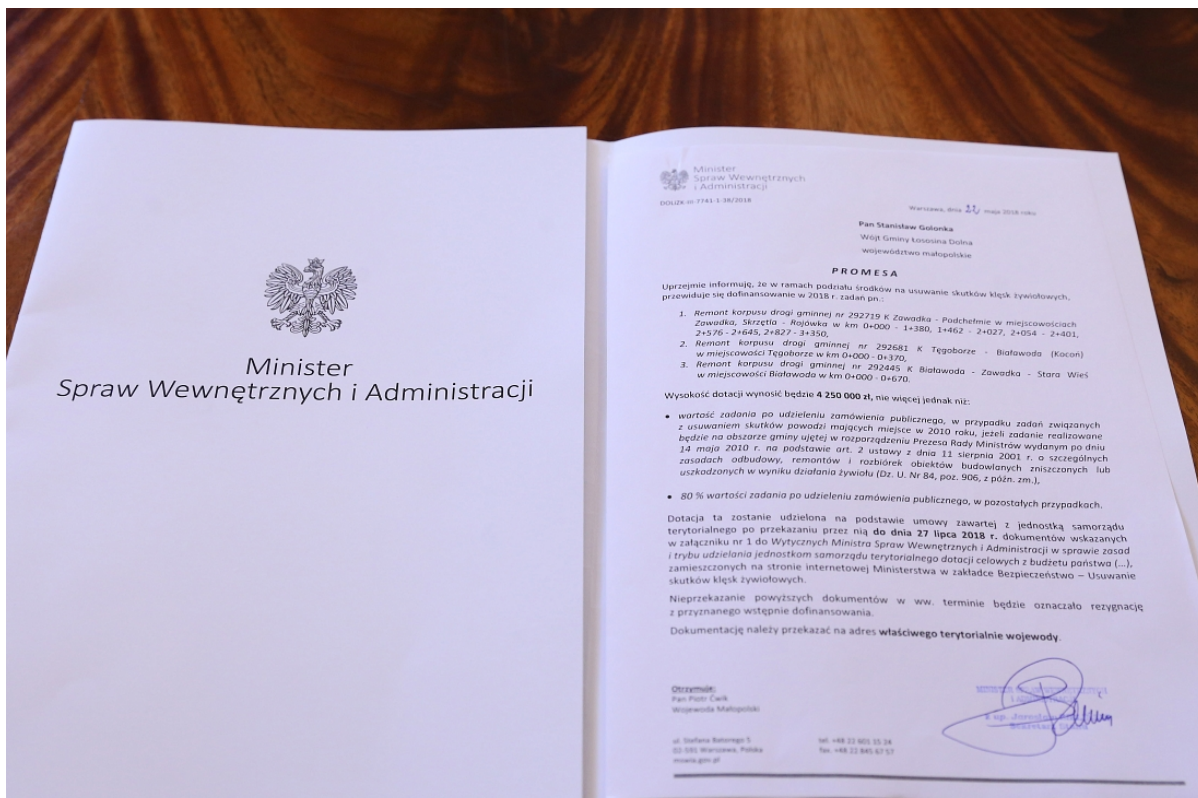 Minister
Spraw Wewnętrznych i Administracji
Minister
Spraw Wewnętrznych
i Administracji
DOLiZK-III-7741-1-38/2018
Warszawa, dnia 22 maja 2018 roku
Pan Stanisław Golonka
Wójt Gminy Łososina Dolna
województwo małopolskie
PROMESA
Uprzejmie informuję, że w ramach podziału środków na usuwanie skutków klęsk żywiołowych,
przewiduje się dofinansowanie w 2018 r. zadań pn.:
1. Remont korpusu drogi gminnej nr 292719 K Zawadka - Podchełmie w miejscowościach
Zawadka, Skrzętla - Rojówka w km 0+000 - 1+380, 1+462 - 2+027, 2+054 - 2+401,
2+576 - 2+645, 2+827 - 3+350,
2. Remont korpusu drogi gminnej nr 292681 K Tęgoborze - Białawoda (Kocoń)
w miejscowości Tęgoborze w km 0+000 - 0+370,
3. Remont korpusu drogi gminnej nr 292445 K Białawoda - Zawadka - Stara Wieś
w miejscowości Białawoda w km 0+000 - 0+670.
Wysokość dotacji wynosić będzie 4 250 000 zł, nie więcej jednak niż:
• wartość zadania po udzieleniu zamówienia publicznego, w przypadku zadań związanych
z usuwaniem skutków powodzi mających miejsce w 2010 roku, jeżeli zadanie realizowane
będzie na obszarze gminy ujętej w rozporządzeniu Prezesa Rady Ministrów wydanym po dniu
14 maja 2010 r. na podstawie art. 2 ustawy z dnia 11 sierpnia 2001 r. o szczególnych
zasadach odbudowy, remontów i rozbiórek obiektów budowlanych zniszczonych lub
uszkodzonych w wyniku działania żywiołu (Dz. U. Nr 84, poz. 906, z późn. zm.),
• 80 % wartości zadania po udzieleniu zamówienia publicznego, w pozostałych przypadkach.
Dotacja ta zostanie udzielona na podstawie umowy zawartej z jednostką samorządu
terytorialnego po przekazaniu przez nią do dnia 27 lipca 2018 r. dokumentów wskazanych
w załączniku nr 1 do Wytycznych Ministra Spraw Wewnętrznych i Administracji w sprawie zasad
i trybu udzielania jednostkom samorządu terytorialnego dotacji celowych z budżetu państwa (...),
zamieszczonych na stronie internetowej Ministerstwa w zakładce Bezpieczeństwo – Usuwanie
skutków klęsk żywiołowych.
Nieprzekazanie powyższych dokumentów w ww. terminie będzie oznaczało rezygnację
z przyznanego wstępnie dofinansowania.
Dokumentację należy przekazać na adres właściwego terytorialnie wojewody.
Otrzymuje:
Pan Piotr Ćwik
Wojewoda Małopolski
MINISTER SPRAW WEWNĘTRZNYCH
I ADMINISTRACJI
z up. Jarosław
Sekretarz Stanu
ul. Stefana Batorego 5
02-591 Warszawa, Polska
mswia.gov.pl
tel. +48 22 601 15 24
fax. +48 22 845 67 57